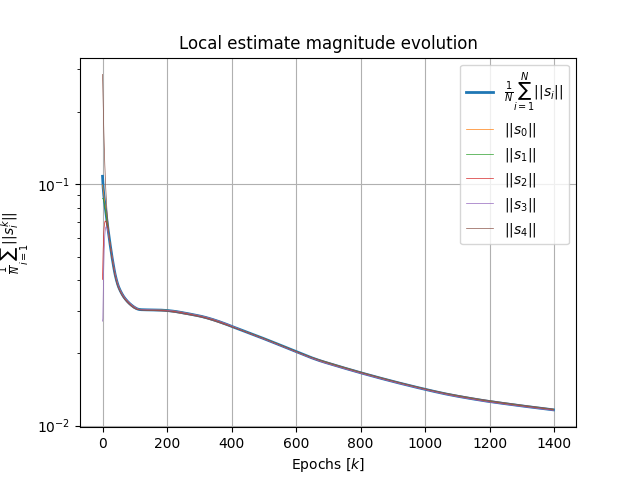 Local estimate magnitude evolution
$\frac{1}{N}\sum_{i=1}^{N}||s_i||$
$||s_0||$
$||s_1||$
$||s_2||$
$||s_3||$
$||s_4||$
$10^{-1}$
$10^{-2}$
$\frac{1}{N}\sum_{i=1}||s_i^k||$
0 200 400 600 800 1000 1200 1400
Epochs [$k$]